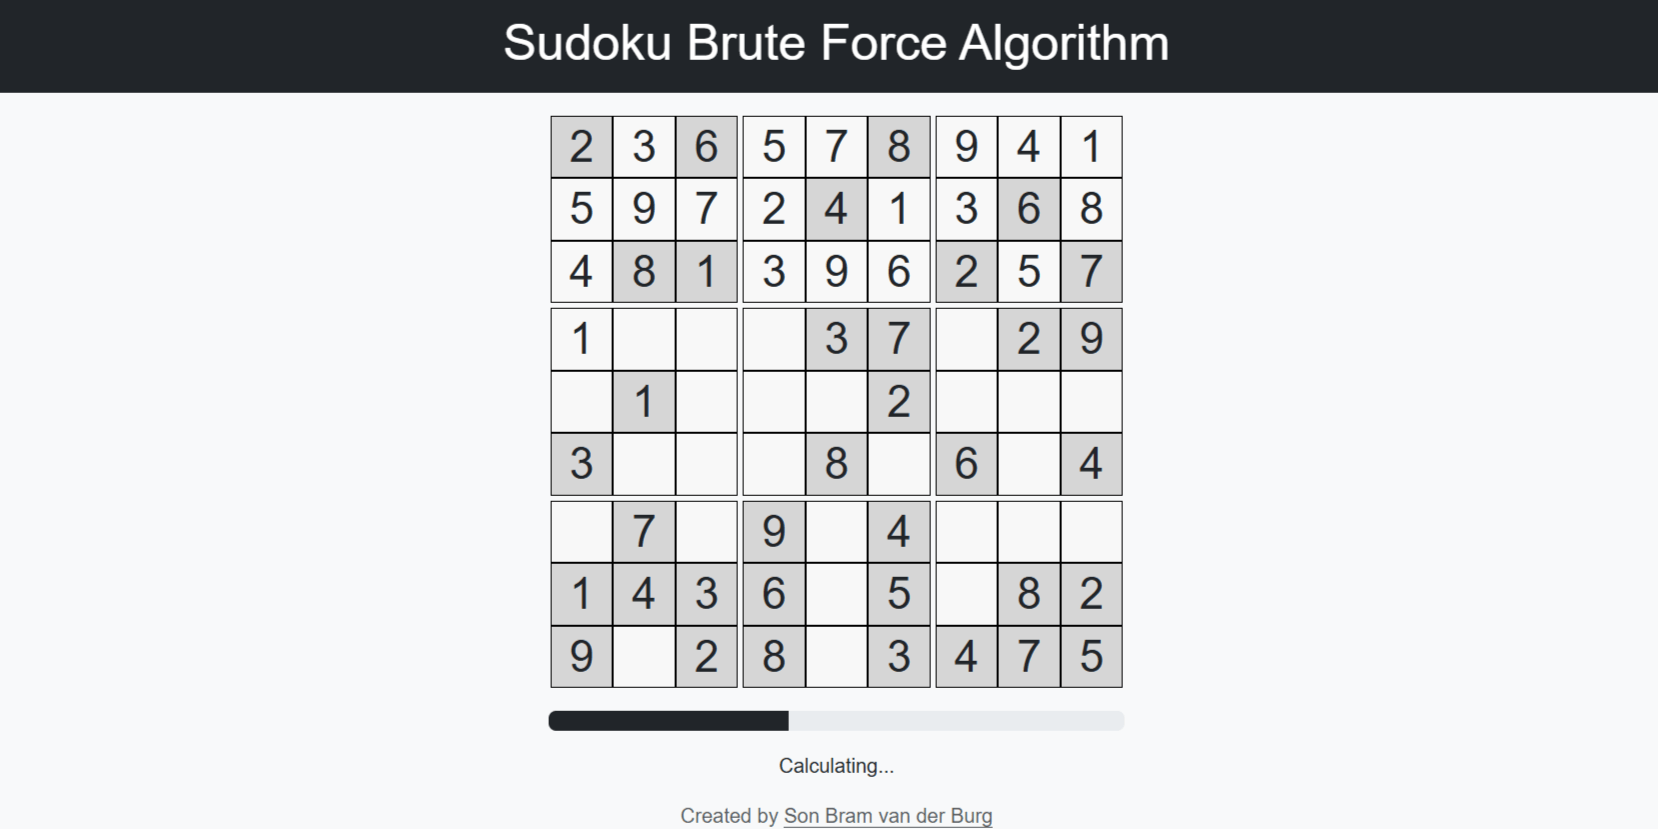 Sudoku Brute Force Algorithm
2 3 6 5 7 8 9 4 1
5 9 7 2 4 1 3 6 8
4 8 1 3 9 6 2 5 7
1 3 7 2 9
1 2
3 8 6 4
7 9 4
1 4 3 6 5 8 2
9 2 8 3 4 7 5
Calculating...
Created by Son Bram van der Burg